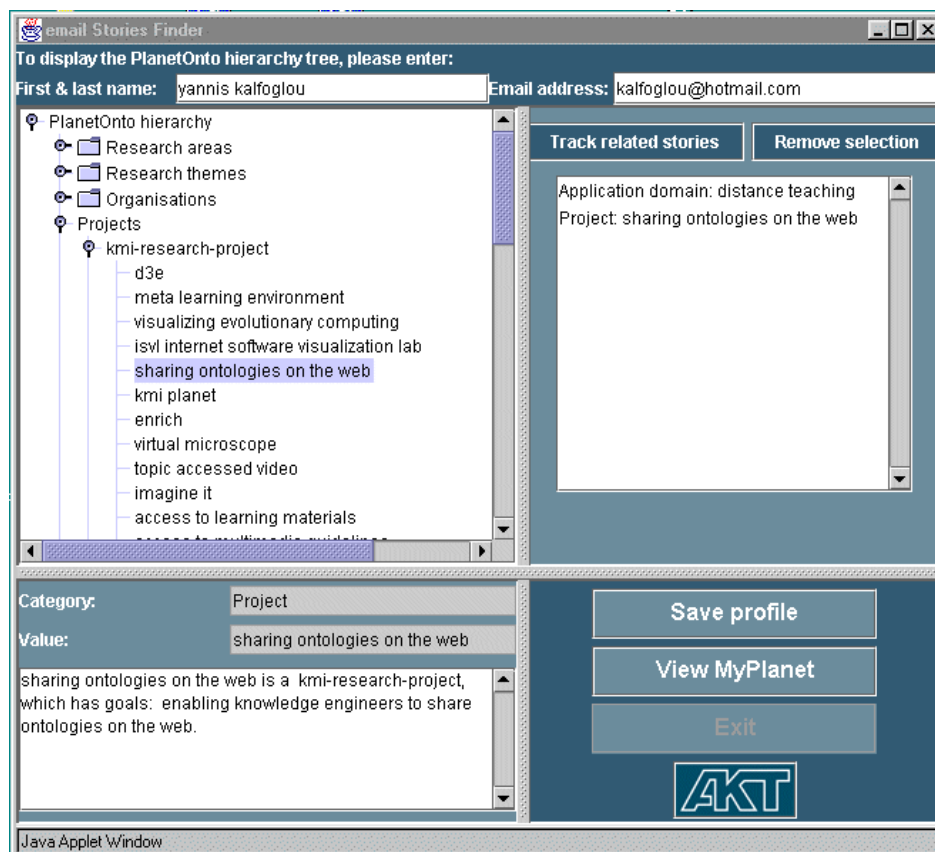 email Stories Finder
To display the PlanetOnto hierarchy tree, please enter:
First & last name: yannis kalfoglou Email address: kalfoglou@hotmail.com
PlanetOnto hierarchy
Research areas
Research themes
Organisations
Projects
kmi-research-project
d3e
meta learning environment
visualizing evolutionary computing
isvl internet software visualization lab
sharing ontologies on the web
kmi planet
enrich
virtual microscope
topic accessed video
imagine it
access to learning materials
access to multimedia guidelines
Track related stories Remove selection
Application domain: distance teaching
Project: sharing ontologies on the web
Category: Project
Value: sharing ontologies on the web
sharing ontologies on the web is a kmi-research-project,
which has goals: enabling knowledge engineers to share
ontologies on the web.
Save profile
View MyPlanet
Exit
AKT
Java Applet Window